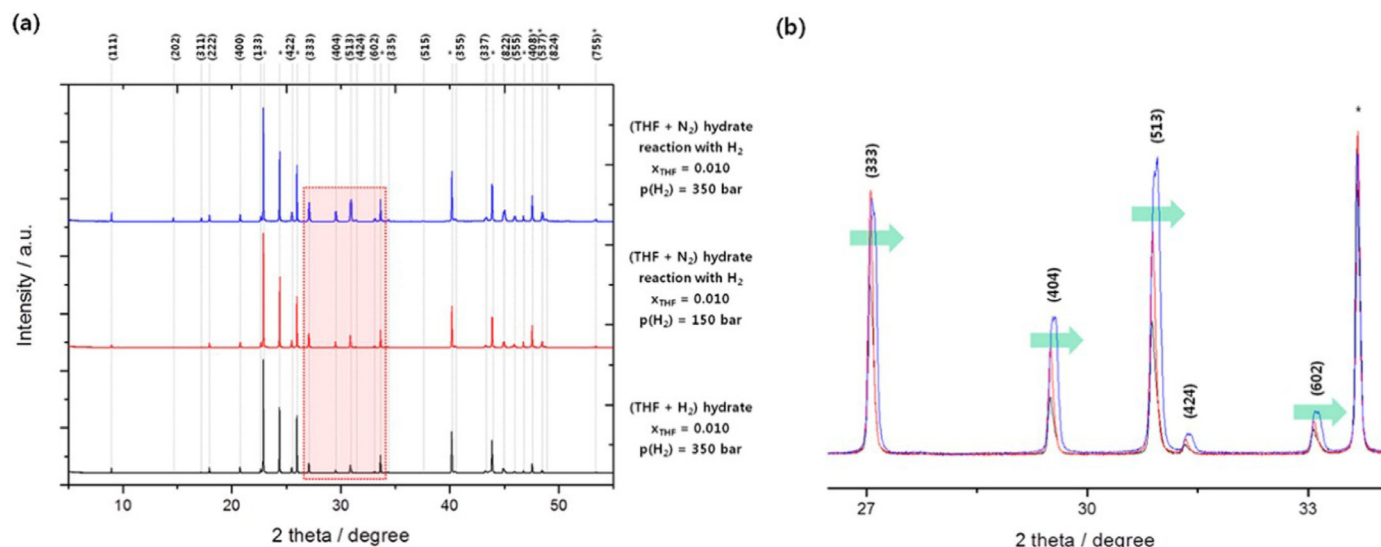 (a)
(111)
(202)
(311)
(222)
(400)
(133)
*
*
(422)
*
(333)
(404)
(513)
(424)
(602)
*
(335)
(515)
*
(355)
(337)
*
(822)
(555)
*
(408)*
(537)*
(824)
(755)*
Intensity / a.u.
(THF + N₂) hydrate
reaction with H₂
x_THF = 0.010
p(H₂) = 350 bar
(THF + N₂) hydrate
reaction with H₂
x_THF = 0.010
p(H₂) = 150 bar
(THF + H₂) hydrate
x_THF = 0.010
p(H₂) = 350 bar
10 20 30 40 50
2 theta / degree
(b)
(333)
(404)
(513)
(424)
(602)
*
27 30 33
2 theta / degree